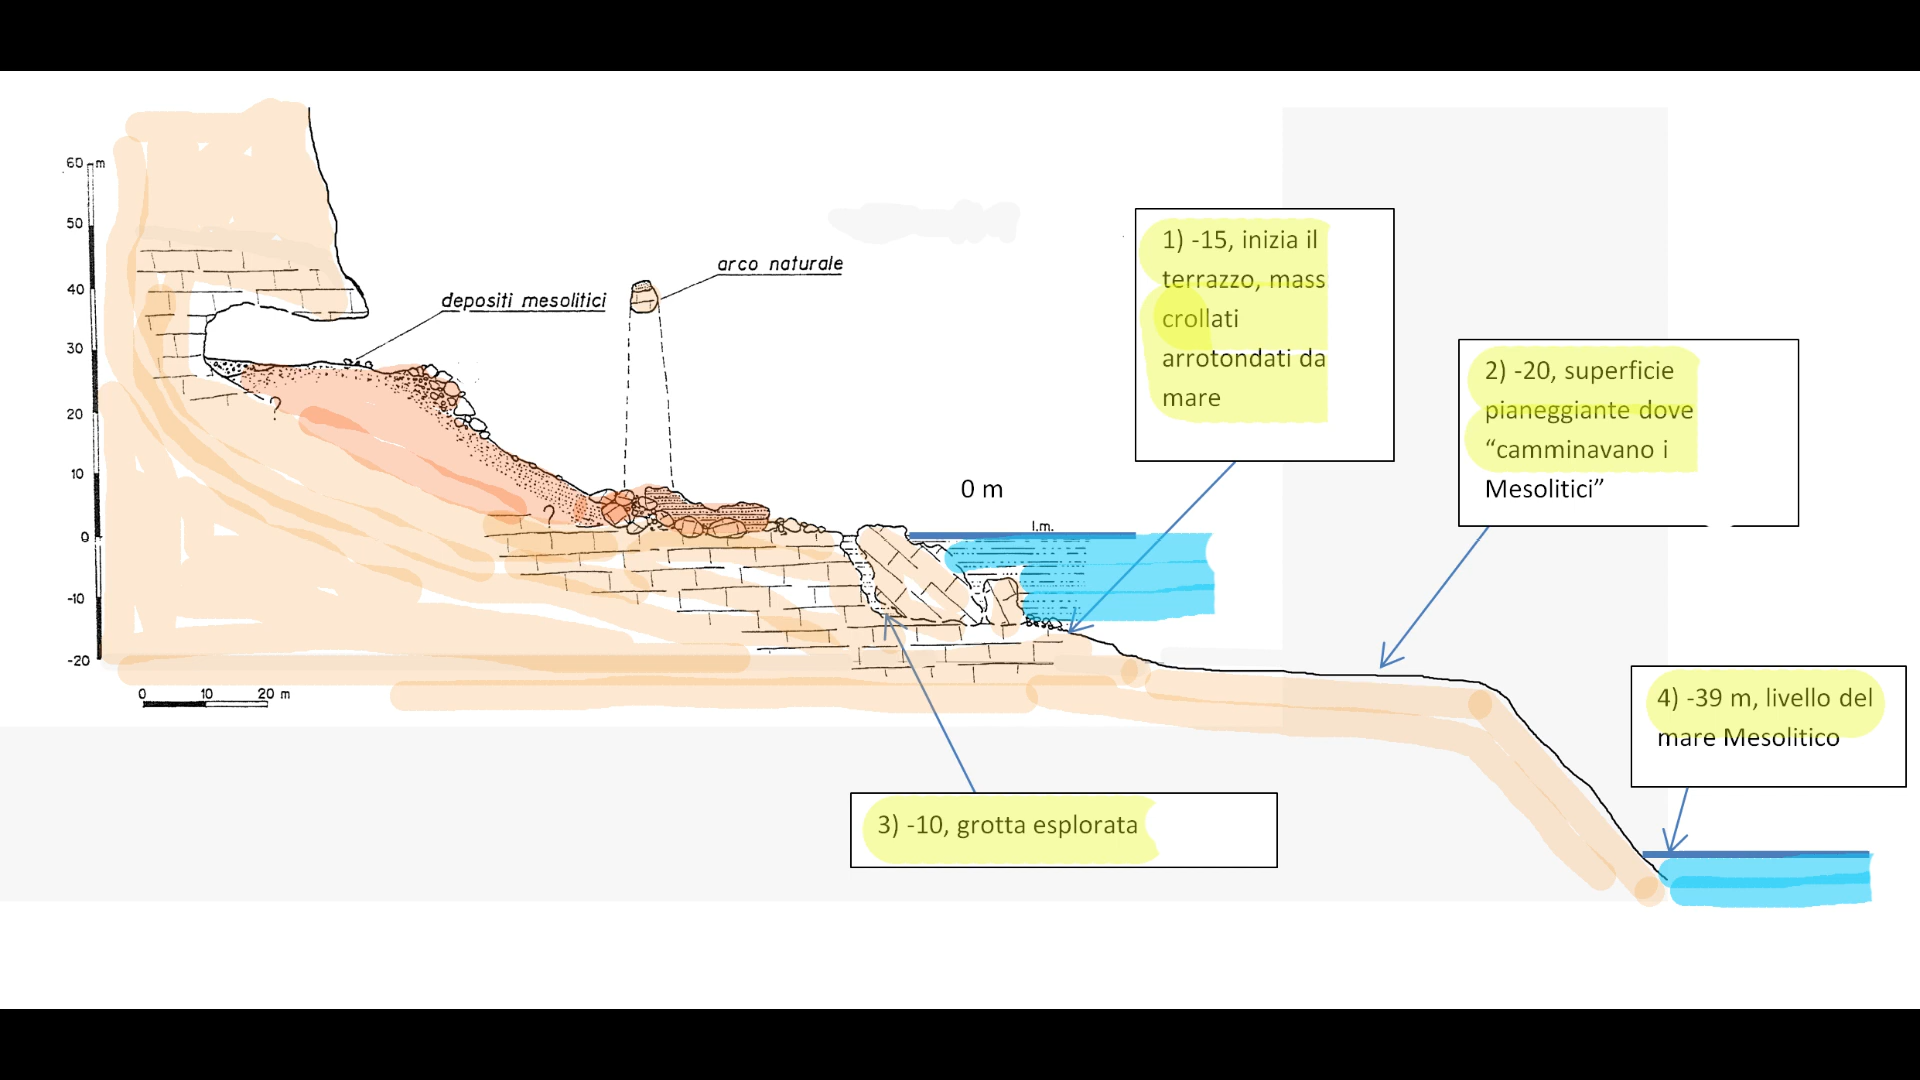 60 m
50
40
30
20
10
0
-10
-20
0 10 20 m
depositi mesolitici
arco naturale
?
?
0 m
l.m.
1) -15, inizia il
terrazzo, mass
crollati
arrotondati da
mare
2) -20, superficie
pianeggiante dove
“camminavano i
Mesolitici”
3) -10, grotta esplorata
4) -39 m, livello del
mare Mesolitico